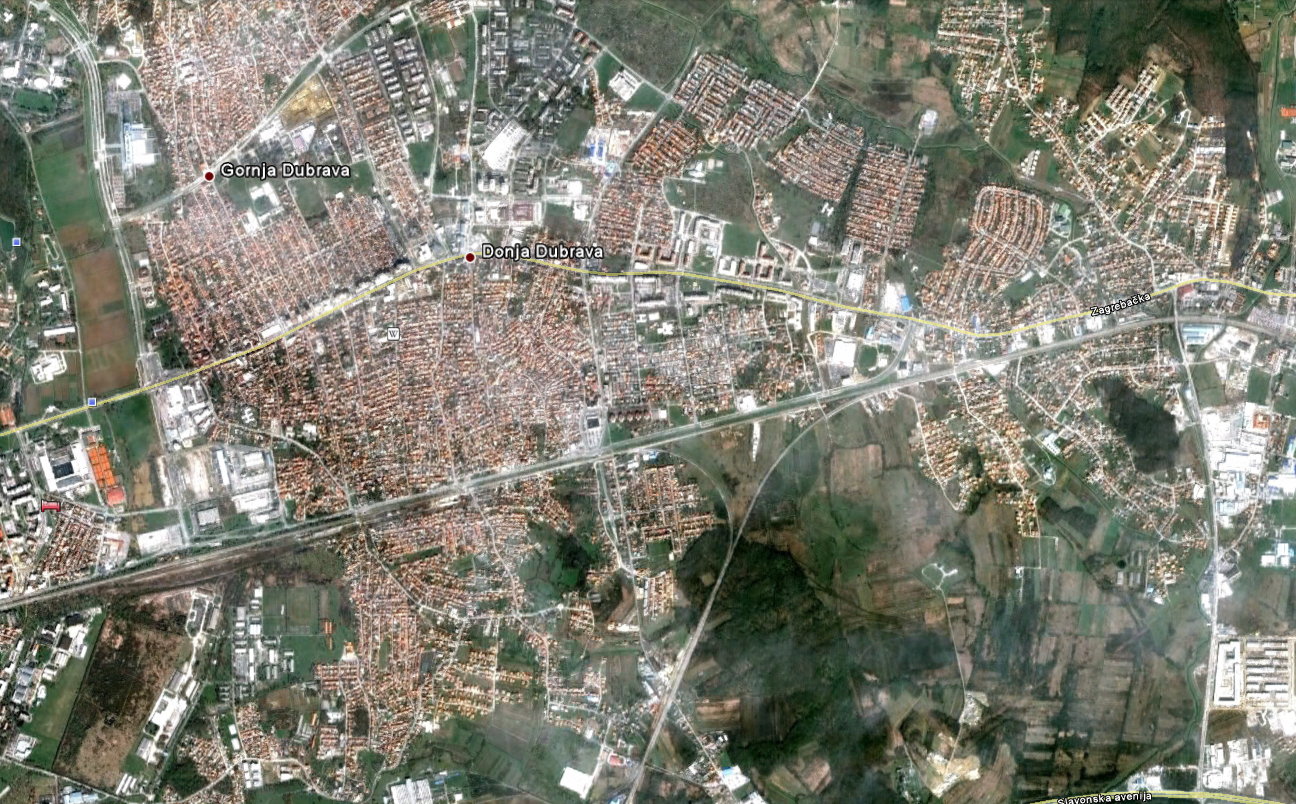 Gornja Dubrava
Donja Dubrava
Zagrebačka
W
Slavonska avenija